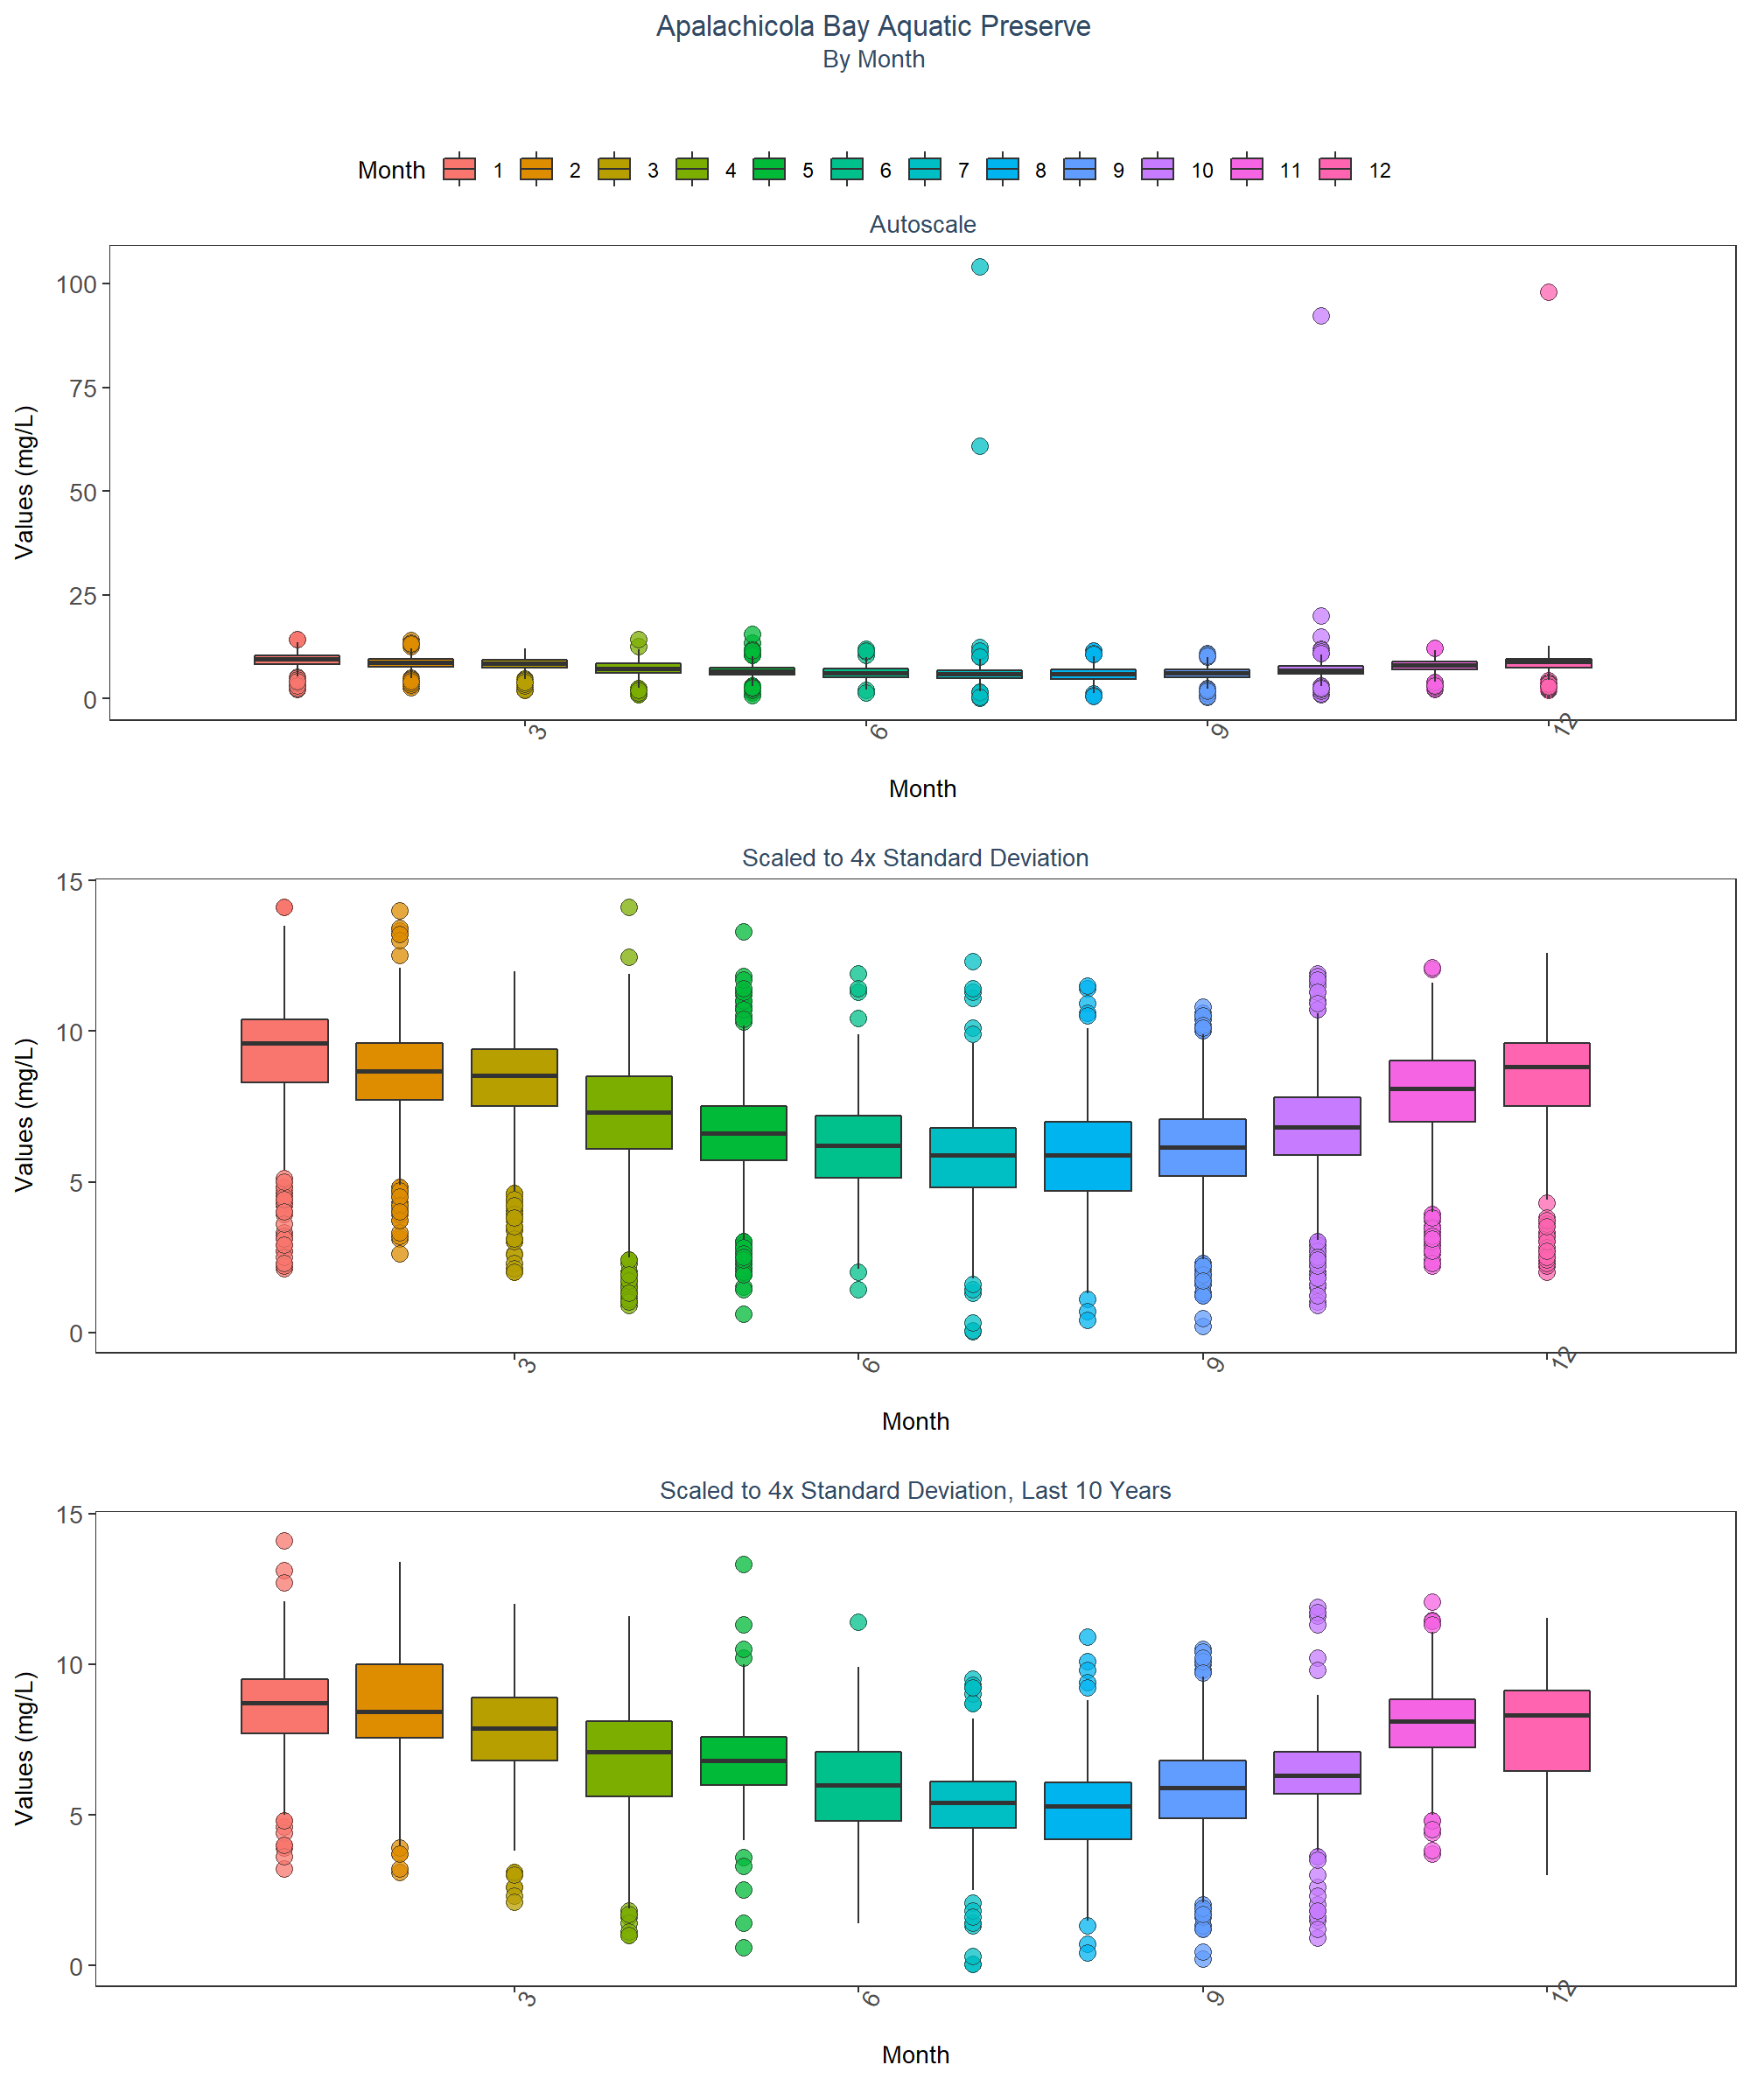 Apalachicola Bay Aquatic Preserve
By Month
Month 1 2 3 4 5 6 7 8 9 10 11 12
Autoscale
100
75
50
25
0
Values (mg/L)
3 6 9 12
Month
Scaled to 4x Standard Deviation
15
10
5
0
Values (mg/L)
3 6 9 12
Month
Scaled to 4x Standard Deviation, Last 10 Years
15
10
5
0
Values (mg/L)
3 6 9 12
Month